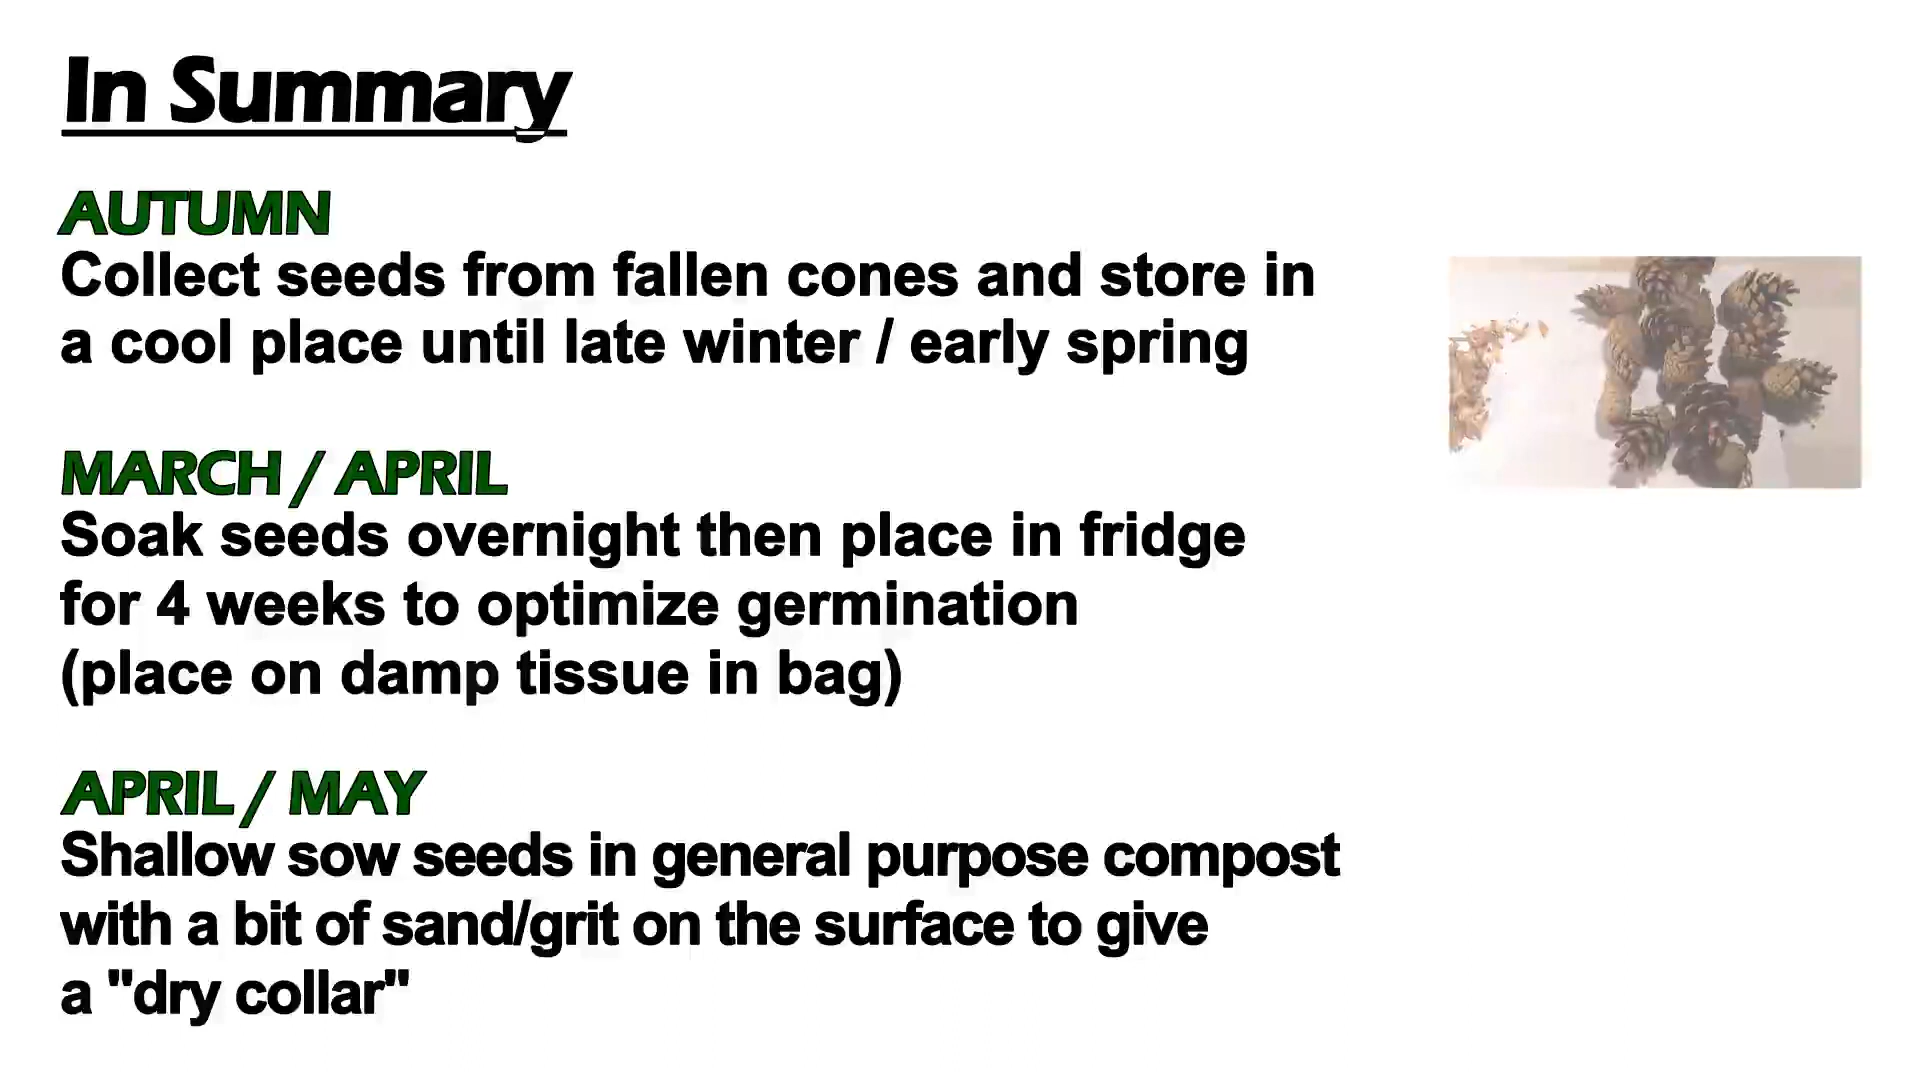 In Summary
AUTUMN
Collect seeds from fallen cones and store in
a cool place until late winter / early spring
MARCH / APRIL
Soak seeds overnight then place in fridge
for 4 weeks to optimize germination
(place on damp tissue in bag)
APRIL / MAY
Shallow sow seeds in general purpose compost
with a bit of sand/grit on the surface to give
a "dry collar"